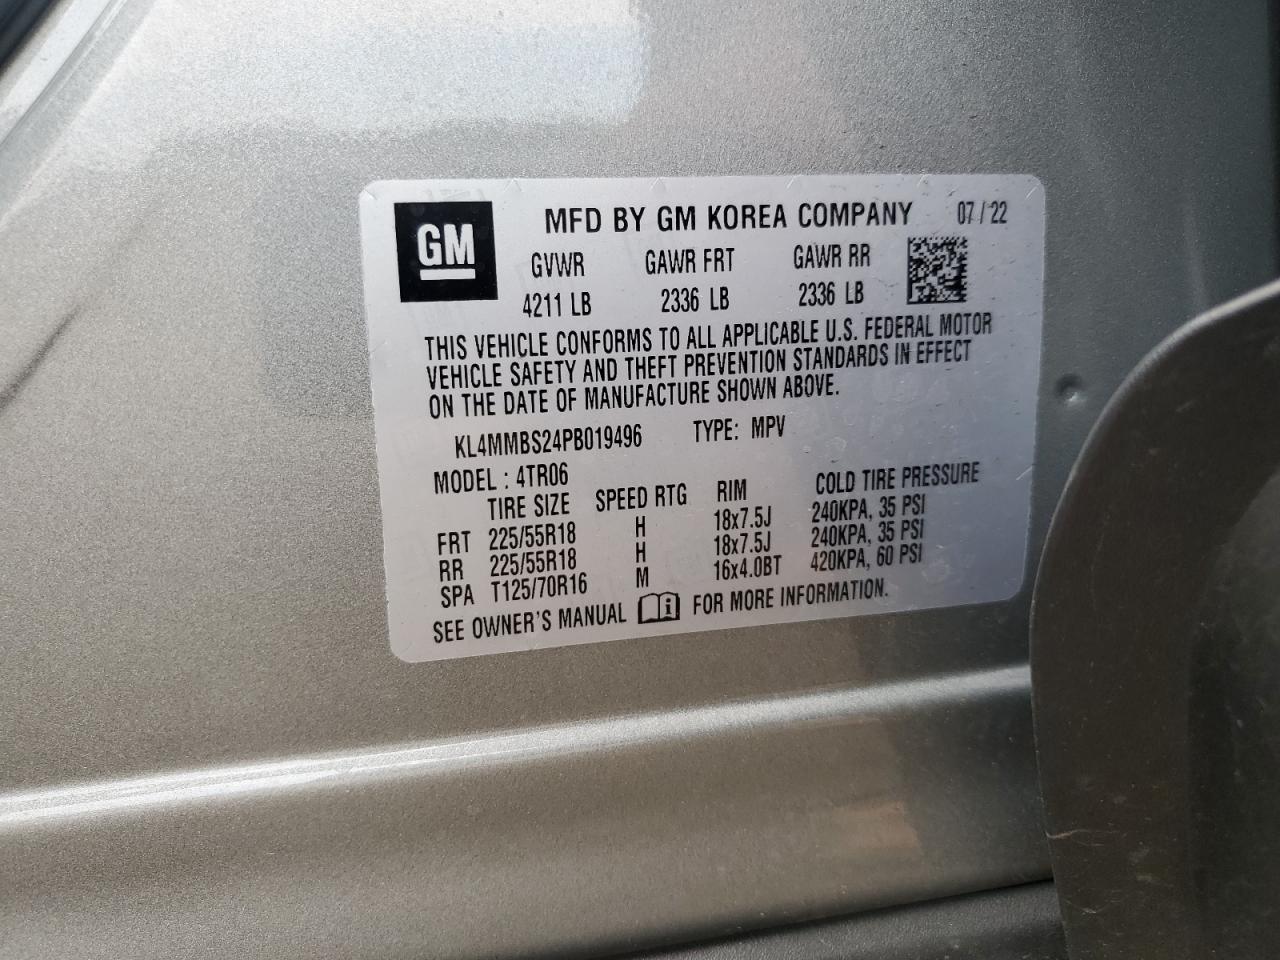 GM
MFD BY GM KOREA COMPANY 07/22
GVWR GAWR FRT GAWR RR
4211 LB 2336 LB 2336 LB
THIS VEHICLE CONFORMS TO ALL APPLICABLE U.S. FEDERAL MOTOR
VEHICLE SAFETY AND THEFT PREVENTION STANDARDS IN EFFECT
ON THE DATE OF MANUFACTURE SHOWN ABOVE.
KL4MMBS24PB019496 TYPE: MPV
MODEL : 4TR06
TIRE SIZE SPEED RTG RIM COLD TIRE PRESSURE
FRT 225/55R18 H 18x7.5J 240KPA, 35 PSI
RR 225/55R18 H 18x7.5J 240KPA, 35 PSI
SPA T125/70R16 M 16x4.0BT 420KPA, 60 PSI
SEE OWNER'S MANUAL FOR MORE INFORMATION.